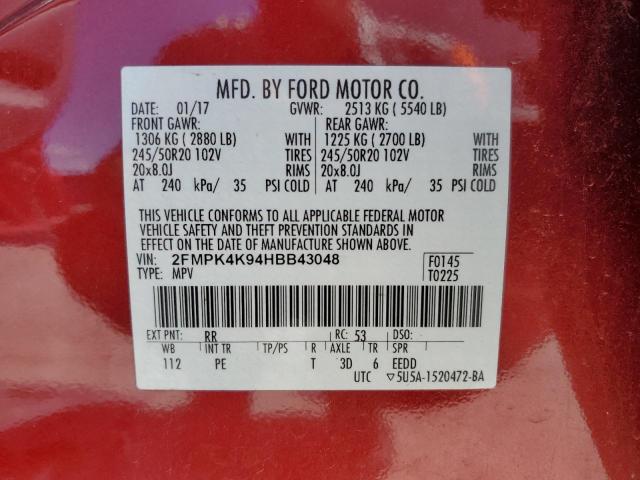 MFD. BY FORD MOTOR CO.
DATE: 01/17 GVWR: 2513 KG ( 5540 LB)
FRONT GAWR: REAR GAWR:
1306 KG ( 2880 LB) WITH 1225 KG ( 2700 LB) WITH
245/50R20 102V TIRES 245/50R20 102V TIRES
20x8.0J RIMS 20x8.0J RIMS
AT 240 kPa/ 35 PSI COLD AT 240 kPa/ 35 PSI COLD
THIS VEHICLE CONFORMS TO ALL APPLICABLE FEDERAL MOTOR
VEHICLE SAFETY AND THEFT PREVENTION STANDARDS IN
EFFECT ON THE DATE OF MANUFACTURE SHOWN ABOVE.
VIN: 2FMPK4K94HBB43048 F0145
TYPE: MPV T0225
EXT PNT: RR RC: 53 DSO:
WB INT TR TP/PS R AXLE TR SPR
112 PE T 3D 6 EEDD
UTC ▽5U5A-1520472-BA